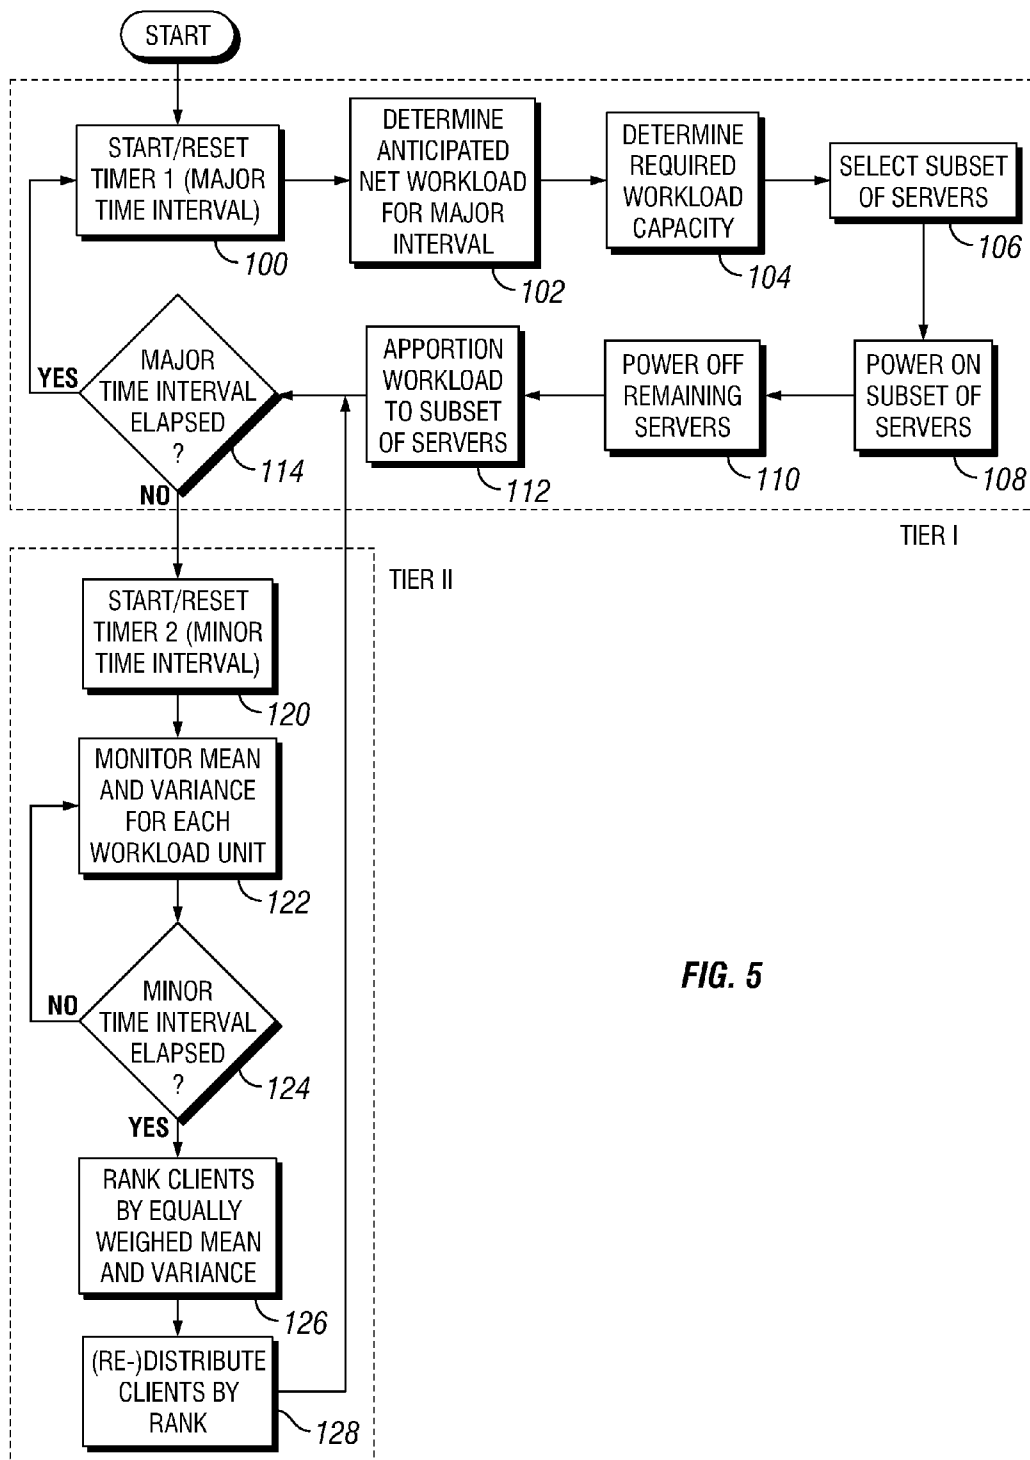 START
START/RESET
TIMER 1 (MAJOR
TIME INTERVAL)
100
DETERMINE
ANTICIPATED
NET WORKLOAD
FOR MAJOR
INTERVAL
102
DETERMINE
REQUIRED
WORKLOAD
CAPACITY
104
SELECT SUBSET
OF SERVERS
106
POWER ON
SUBSET OF
SERVERS
108
POWER OFF
REMAINING
SERVERS
110
APPORTION
WORKLOAD
TO SUBSET
OF SERVERS
112
MAJOR
TIME INTERVAL
ELAPSED
?
114
YES
NO
TIER I
TIER II
START/RESET
TIMER 2 (MINOR
TIME INTERVAL)
120
MONITOR MEAN
AND VARIANCE
FOR EACH
WORKLOAD UNIT
122
MINOR
TIME INTERVAL
ELAPSED
?
124
NO
YES
RANK CLIENTS
BY EQUALLY
WEIGHED MEAN
AND VARIANCE
126
(RE-)DISTRIBUTE
CLIENTS BY
RANK
128
FIG. 5